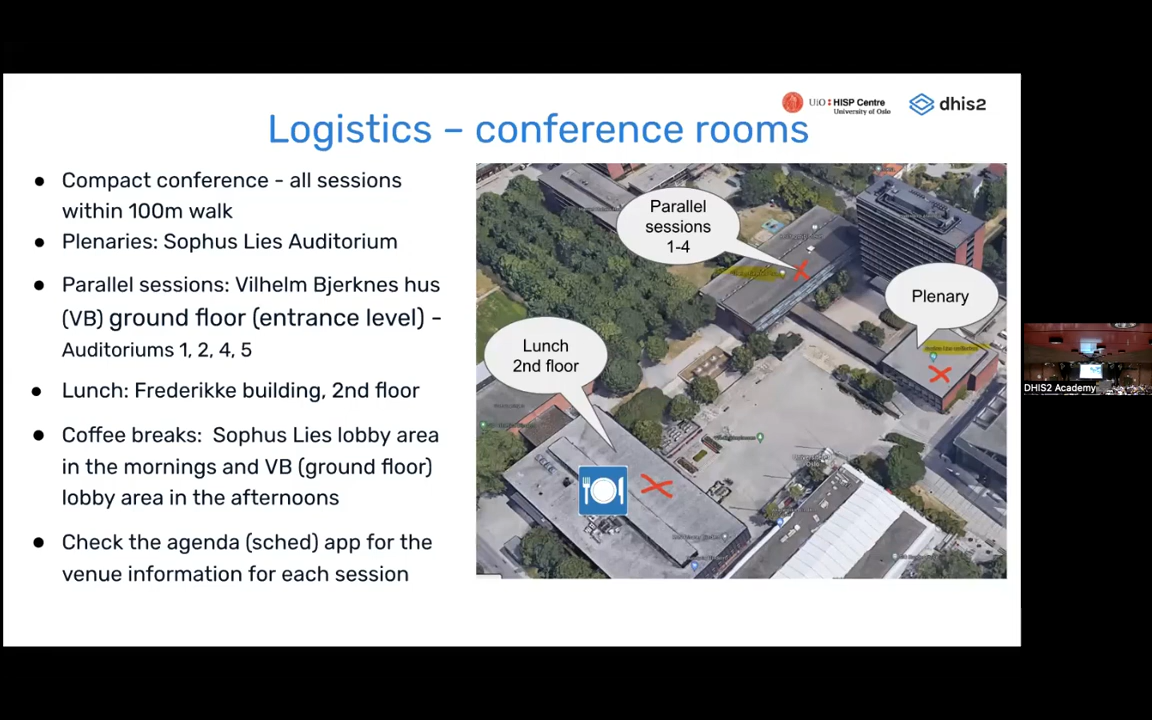 UiO : HISP Centre
University of Oslo
dhis2
Logistics – conference rooms
● Compact conference - all sessions
within 100m walk
● Plenaries: Sophus Lies Auditorium
● Parallel sessions: Vilhelm Bjerknes hus
(VB) ground floor (entrance level) -
Auditoriums 1, 2, 4, 5
● Lunch: Frederikke building, 2nd floor
● Coffee breaks:  Sophus Lies lobby area
in the mornings and VB (ground floor)
lobby area in the afternoons
● Check the agenda (sched) app for the
venue information for each session
Parallel
sessions
1-4
Plenary
Lunch
2nd floor
DHIS2 Academy